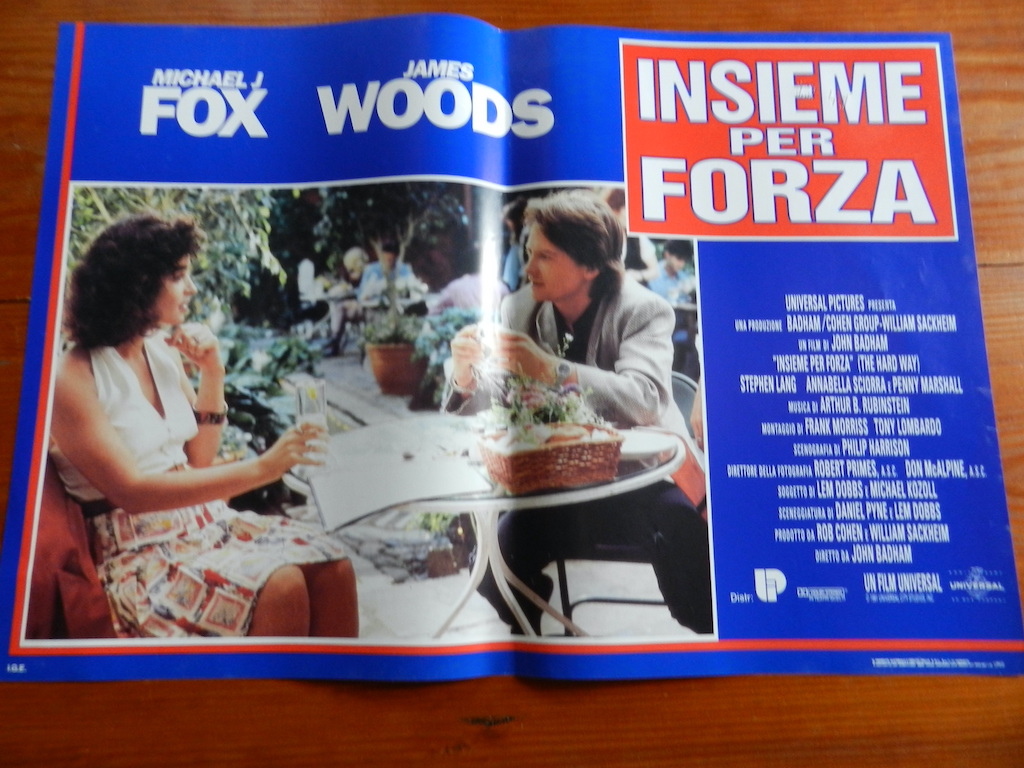 MICHAEL J
FOX
JAMES
WOODS
INSIEME
PER
FORZA
UNIVERSAL PICTURES PRESENTA
UNA PRODUZIONE BADHAM/COHEN GROUP-WILLIAM SACKHEIM
UN FILM DI JOHN BADHAM
"INSIEME PER FORZA" (THE HARD WAY)
STEPHEN LANG ANNABELLA SCIORRA E PENNY MARSHALL
MUSICA DI ARTHUR B. RUBINSTEIN
MONTAGGIO DI FRANK MORRISS TONY LOMBARDO
SCENOGRAFIA DI PHILIP HARRISON
DIRETTORE DELLA FOTOGRAFIA ROBERT PRIMES, A.S.C. DON McALPINE, A.S.C.
SOGGETTO DI LEM DOBBS E MICHAEL KOZOLL
SCENEGGIATURA DI DANIEL PYNE E LEM DOBBS
PRODOTTO DA ROB COHEN E WILLIAM SACKHEIM
DIRETTO DA JOHN BADHAM
Distr: UIP
UN FILM UNIVERSAL
UNIVERSAL
I.G.E.